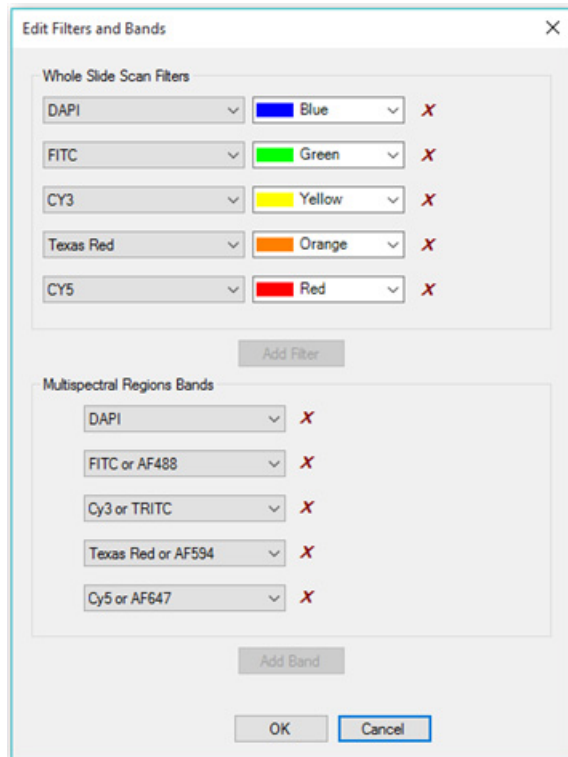 Edit Filters and Bands
Whole Slide Scan Filters
DAPI Blue X
FITC Green X
CY3 Yellow X
Texas Red Orange X
CY5 Red X
Add Filter
Multispectral Regions Bands
DAPI X
FITC or AF488 X
Cy3 or TRITC X
Texas Red or AF594 X
Cy5 or AF647 X
Add Band
OK Cancel